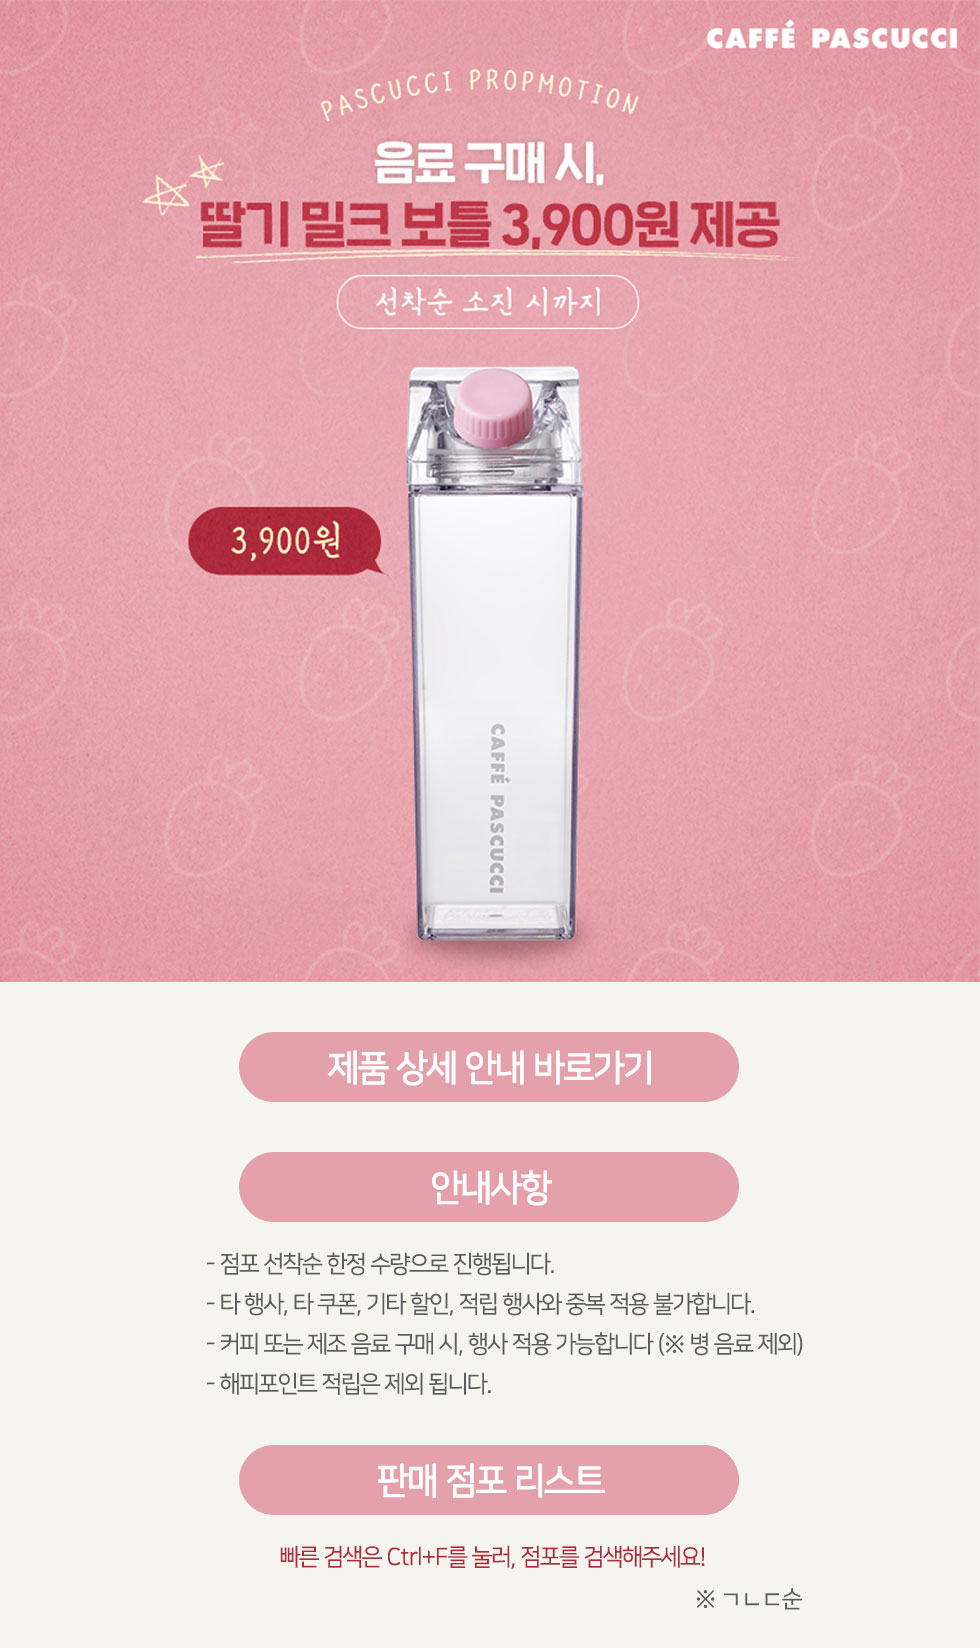 CAFFÉ PASCUCCI
PASCUCCI PROPMOTION
음료 구매 시,
딸기 밀크 보틀 3,900원 제공
선착순 소진 시까지
3,900원
CAFFÉ PASCUCCI
제품 상세 안내 바로가기
안내사항
- 점포 선착순 한정 수량으로 진행됩니다.
- 타 행사, 타 쿠폰, 기타 할인, 적립 행사와 중복 적용 불가합니다.
- 커피 또는 제조 음료 구매 시, 행사 적용 가능합니다 (※ 병 음료 제외)
- 해피포인트 적립은 제외 됩니다.
판매 점포 리스트
빠른 검색은 Ctrl+F를 눌러, 점포를 검색해주세요!
※ ㄱㄴㄷ순